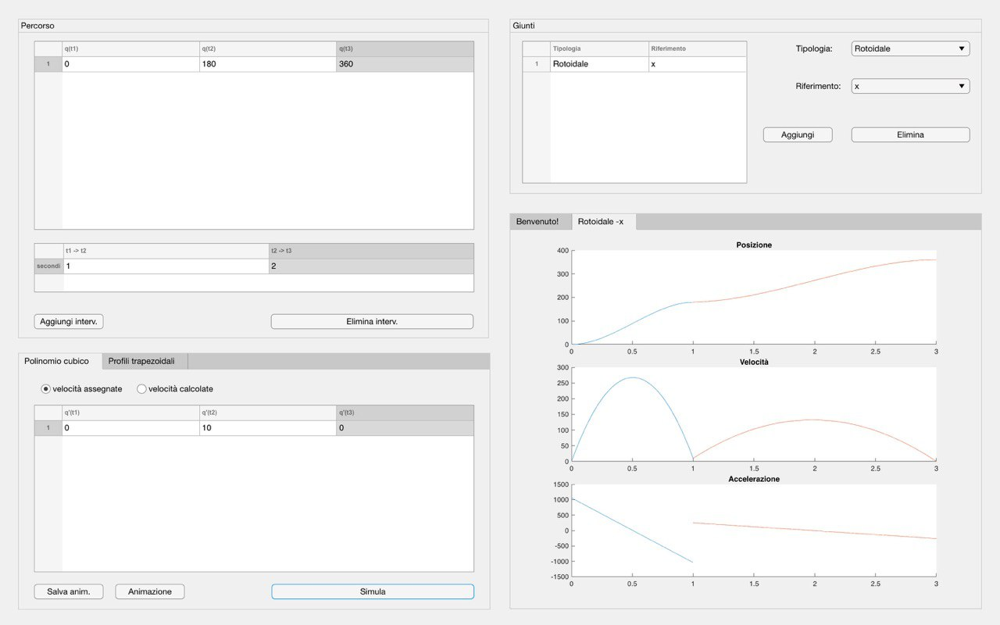 Percorso
q(t1) q(t2) q(t3)
1 0 180 360
t1 -> t2 t2 -> t3
secondi 1 2
Aggiungi interv. Elimina interv.
Polinomio cubico Profili trapezoidali
velocità assegnate velocità calcolate
q'(t1) q'(t2) q'(t3)
1 0 10 0
Salva anim. Animazione Simula
Giunti
Tipologia Riferimento
1 Rotoidale x
Tipologia: Rotoidale
Riferimento: x
Aggiungi Elimina
Benvenuto! Rotoidale -x
Posizione
400
300
200
100
0
0 0.5 1 1.5 2 2.5 3
Velocità
300
250
200
150
100
50
0
0 0.5 1 1.5 2 2.5 3
Accelerazione
1500
1000
500
0
-500
-1000
-1500
0 0.5 1 1.5 2 2.5 3